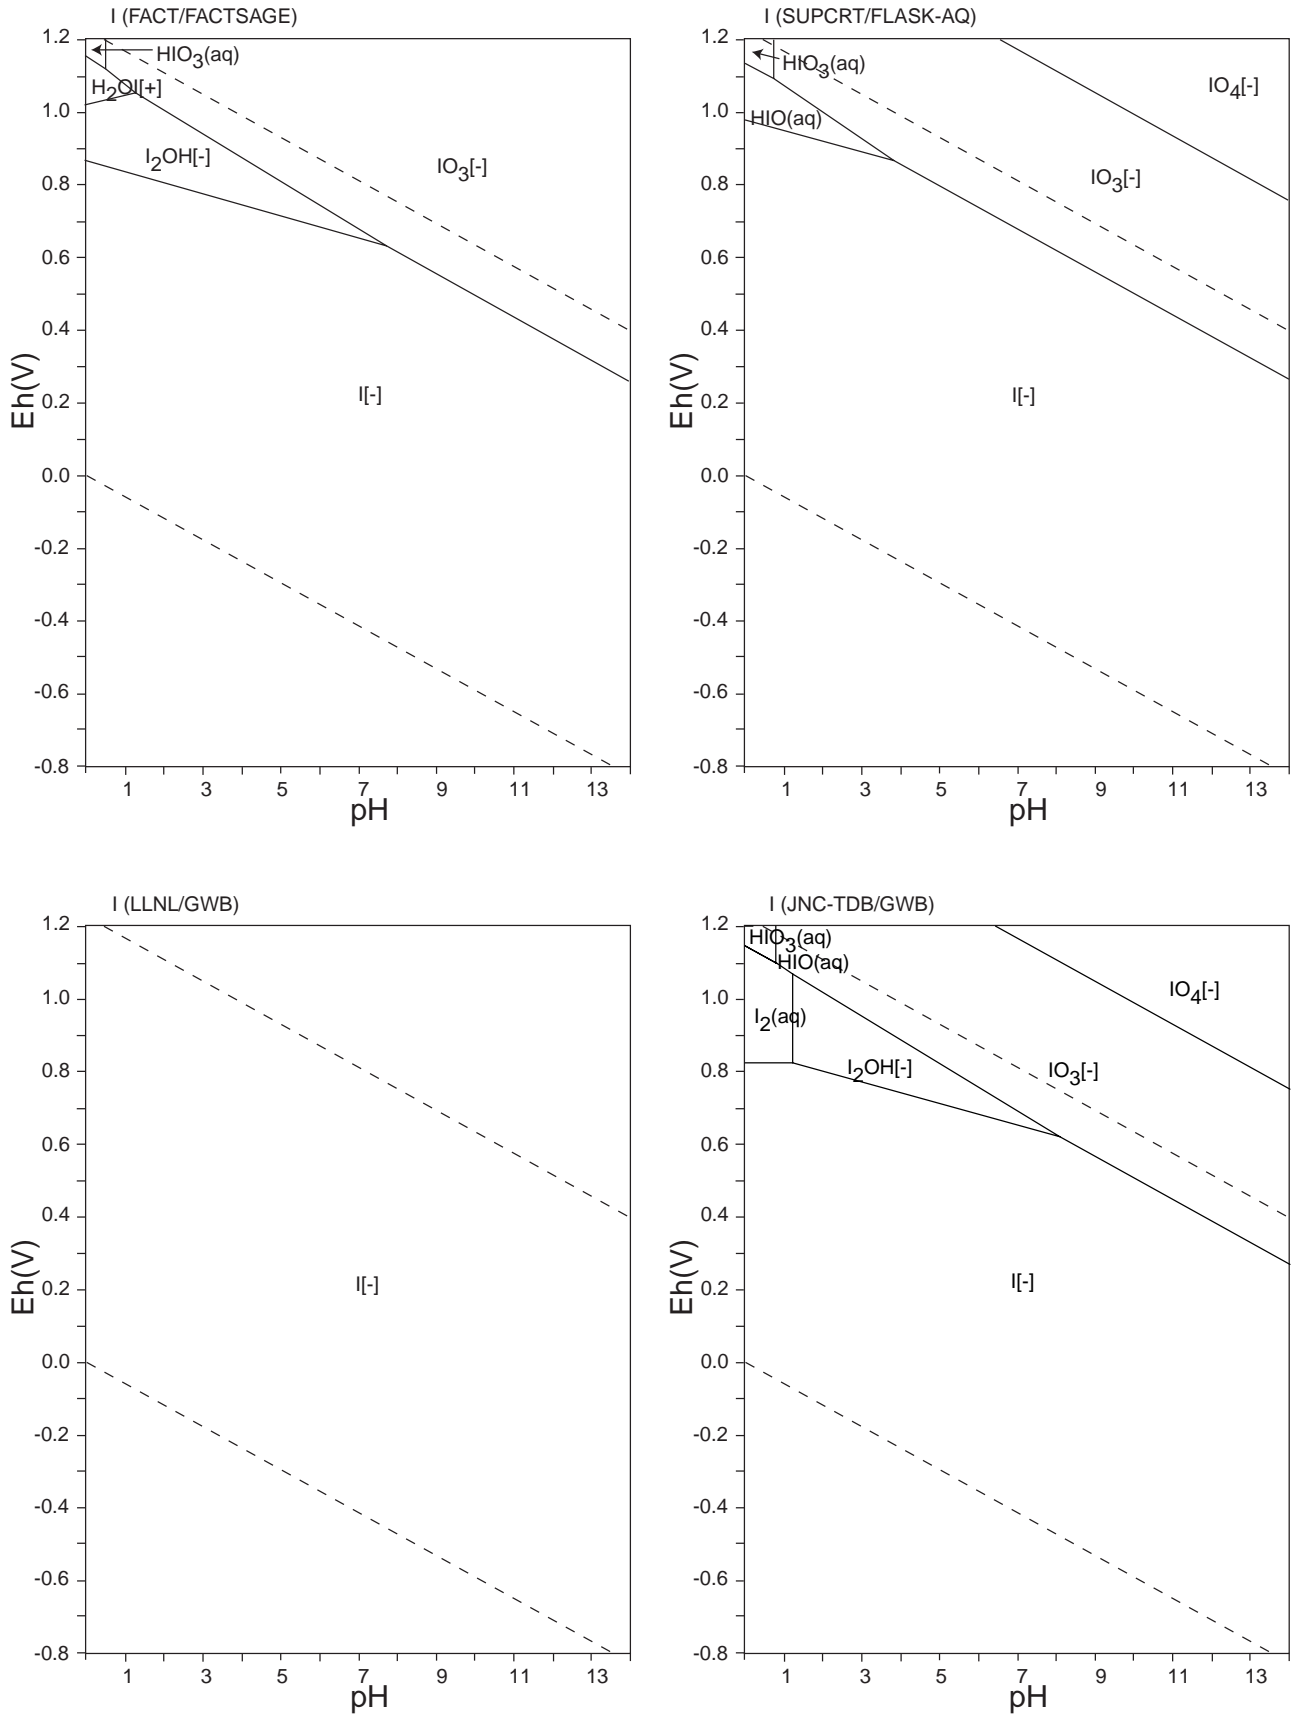 I (FACT/FACTSAGE)
1.2
1.0
0.8
0.6
0.4
0.2
0.0
-0.2
-0.4
-0.6
-0.8
Eh(V)
HIO3(aq)
H2OI[+]
I2OH[-]
IO3[-]
I[-]
1 3 5 7 9 11 13
pH
I (SUPCRT/FLASK-AQ)
1.2
1.0
0.8
0.6
0.4
0.2
0.0
-0.2
-0.4
-0.6
-0.8
Eh(V)
HIO3(aq)
IO4[-]
HIO(aq)
IO3[-]
I[-]
1 3 5 7 9 11 13
pH
I (LLNL/GWB)
1.2
1.0
0.8
0.6
0.4
0.2
0.0
-0.2
-0.4
-0.6
-0.8
Eh(V)
I[-]
1 3 5 7 9 11 13
pH
I (JNC-TDB/GWB)
1.2
1.0
0.8
0.6
0.4
0.2
0.0
-0.2
-0.4
-0.6
-0.8
Eh(V)
HIO3(aq)
HIO(aq)
IO4[-]
I2(aq)
I2OH[-]
IO3[-]
I[-]
1 3 5 7 9 11 13
pH